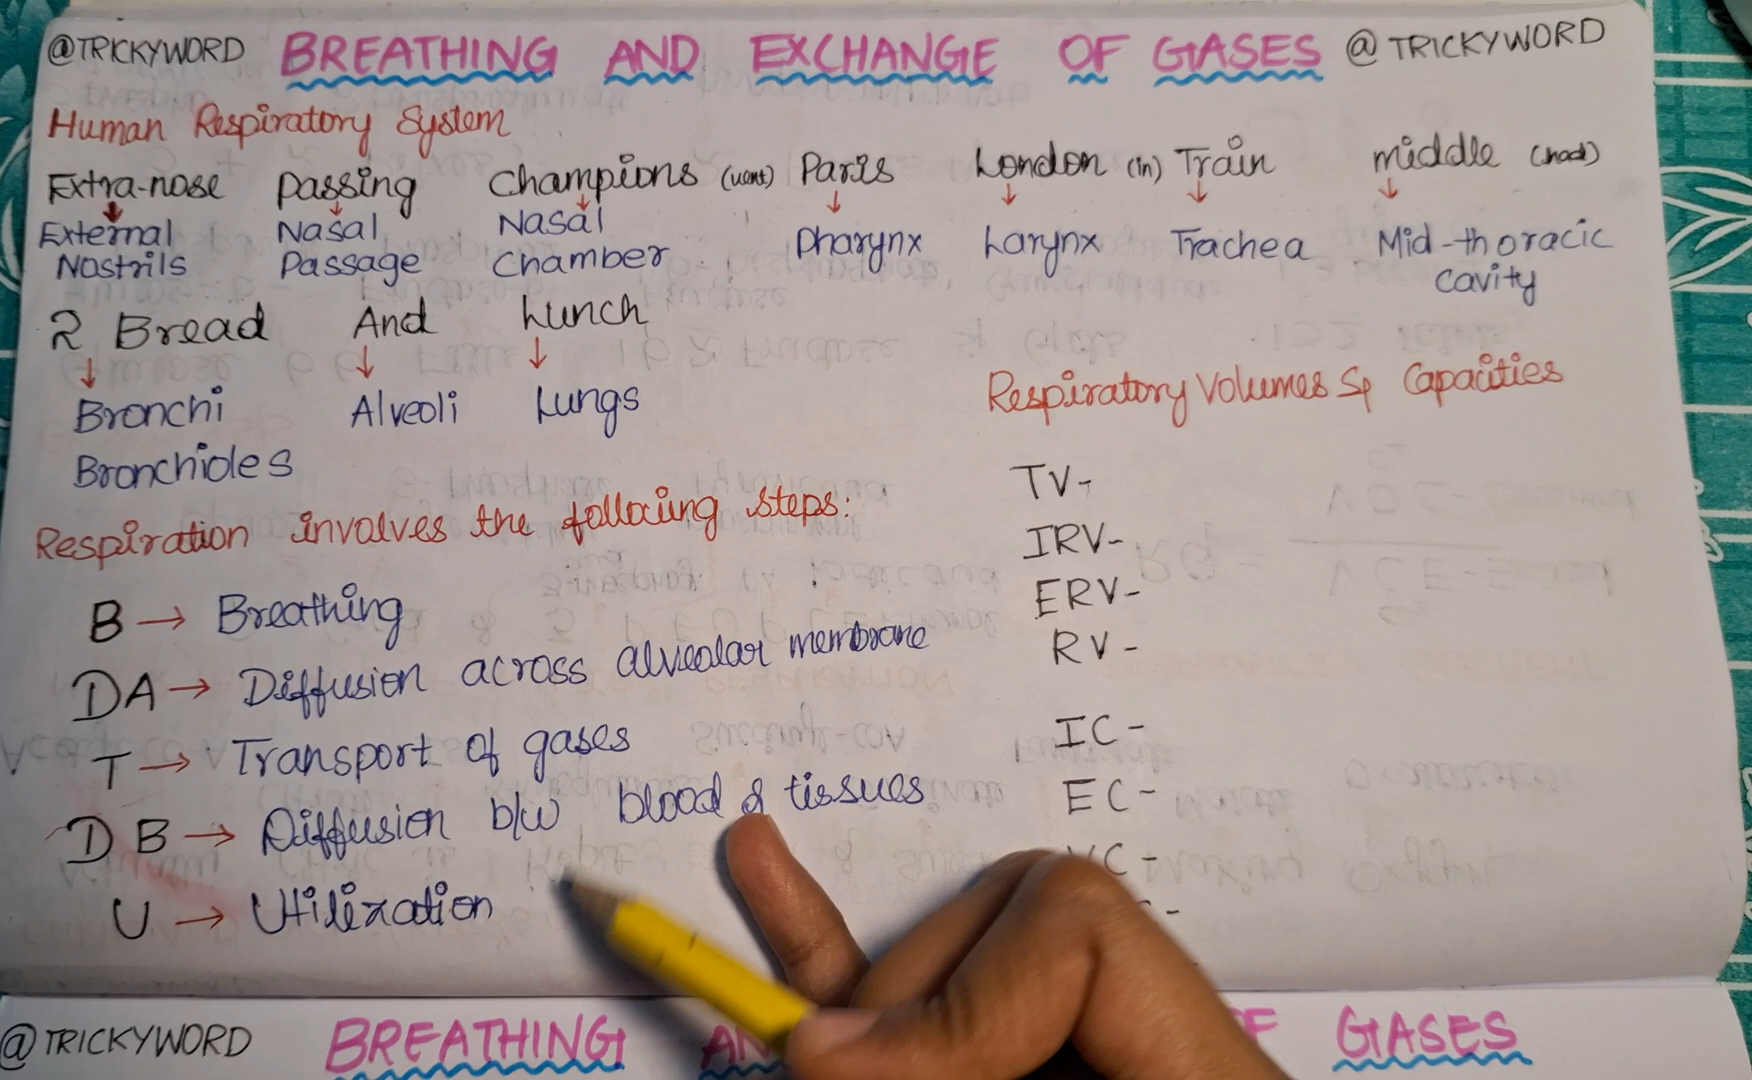 @TRICKYWORD BREATHING AND EXCHANGE OF GASES @TRICKYWORD
Human Respiratory System
Extra-nose Passing Champions (went) Paris London (in) Train middle (had)
External Nasal Nasal Pharynx Larynx Trachea Mid-thoracic
Nostrils Passage Chamber cavity
2 Bread And Lunch
Bronchi Alveoli Lungs
Bronchioles
Respiration involves the following steps:
B → Breathing
DA → Diffusion across alveolar membrane
T → Transport of gases
DB → Diffusion b/w blood & tissues
U → Utilization
Respiratory Volumes & Capacities
TV-
IRV-
ERV-
RV-
IC-
EC-
C-
@TRICKYWORD BREATHING AN F GASES